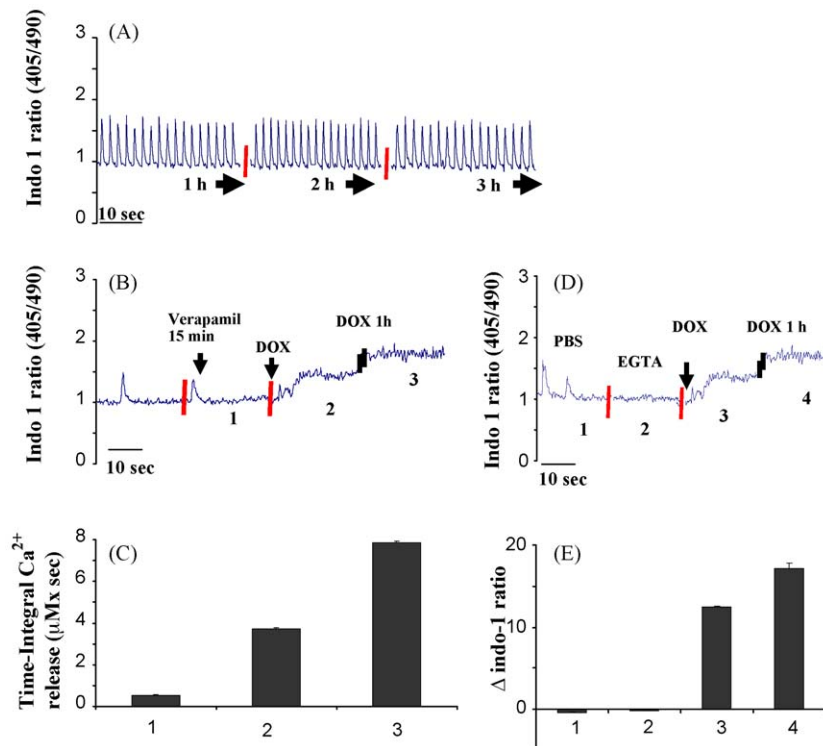 (A)
Indo 1 ratio (405/490)
3
2
1
0
1 h
2 h
3 h
10 sec
(B)
Indo 1 ratio (405/490)
3
2
1
0
Verapamil
15 min
DOX
DOX 1h
1
2
3
10 sec
(D)
Indo 1 ratio (405/490)
3
2
1
0
PBS
EGTA
DOX
DOX 1 h
1
2
3
4
10 sec
(C)
Time-Integral Ca²⁺
release (µMx sec)
8
6
4
2
0
1 2 3
(E)
Δ indo-1 ratio
20
10
0
1 2 3 4